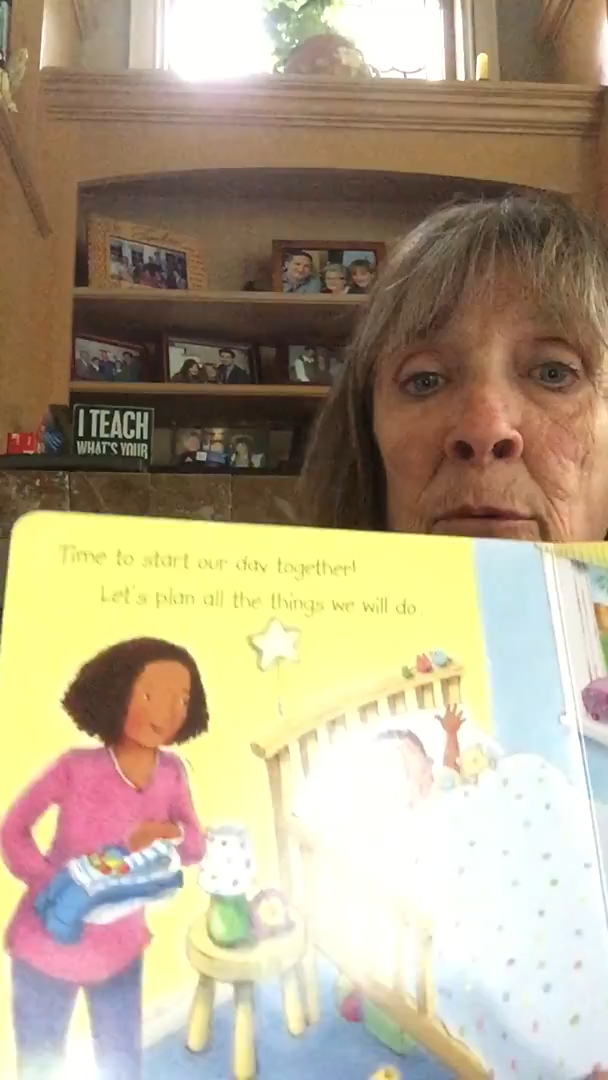 I TEACH
WHAT'S YOUR
Time to start our day together!
Let's plan all the things we will do.